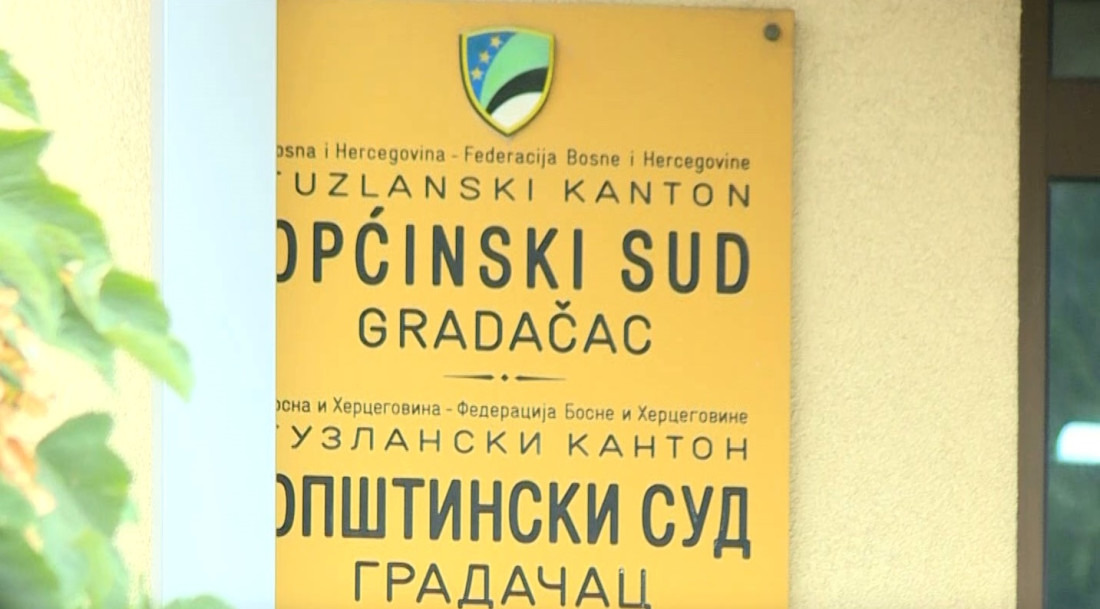 osna i Hercegovina - Federacija Bosne i Hercegovine
TUZLANSKI KANTON
OPĆINSKI SUD
GRADAČAC
осна и Херцеговина - Федерација Босне и Херцеговине
ТУЗЛАНСКИ КАНТОН
ОПШТИНСКИ СУД
ГРАДАЧАЦ